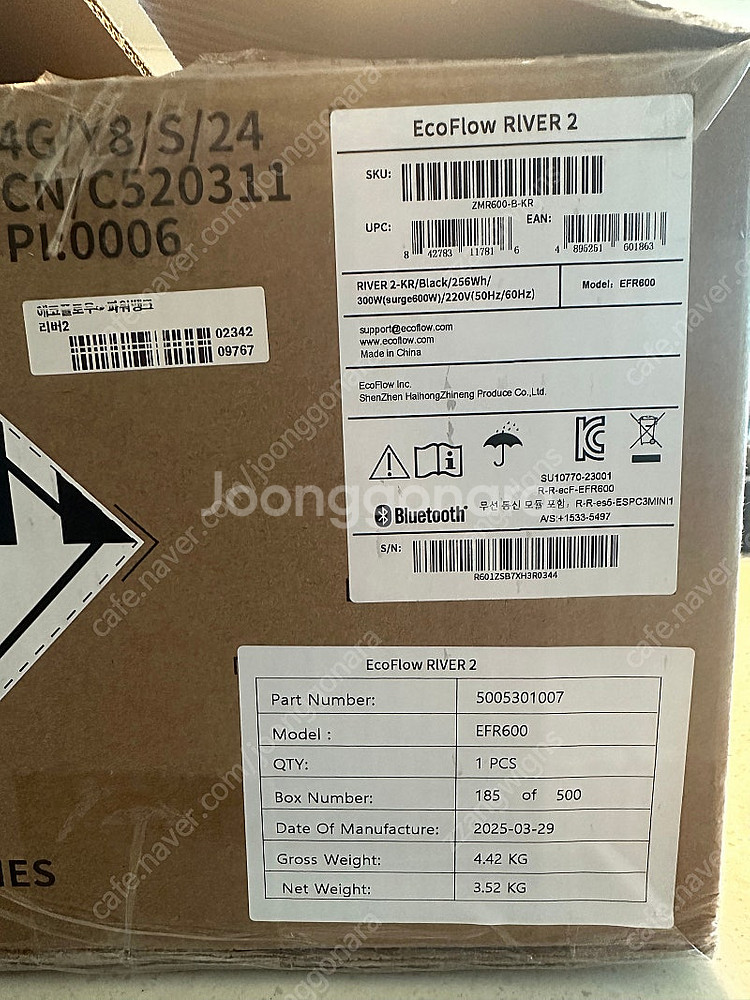 4G/Y8/S/24
CN/C520311
PI:0006
에코플로우> 파워뱅크
리버2
02342
09767
EcoFlow RIVER 2
SKU:
ZMR600-B-KR
UPC:
8 42783 11781 6
EAN:
4 895251 601863
RIVER 2-KR/Black/256Wh/
300W(surge600W)/220V(50Hz/60Hz)
Model: EFR600
support@ecoflow.com
www.ecoflow.com
Made in China
EcoFlow Inc.
ShenZhen HaihongZhineng Produce Co.,Ltd.
SU10770-23001
R-R-ecF-EFR600
무선 통신 모듈 포함, R-R-es5-ESPC3MINI1
A/S:+1533-5497
Bluetooth
S/N:
R601ZSB7XH3R0344
EcoFlow RIVER 2
Part Number: 5005301007
Model : EFR600
QTY: 1 PCS
Box Number: 185 of 500
Date Of Manufacture: 2025-03-29
Gross Weight: 4.42 KG
Net Weight: 3.52 KG
IES
Joonggonara
cafe.naver.com/joonggonara